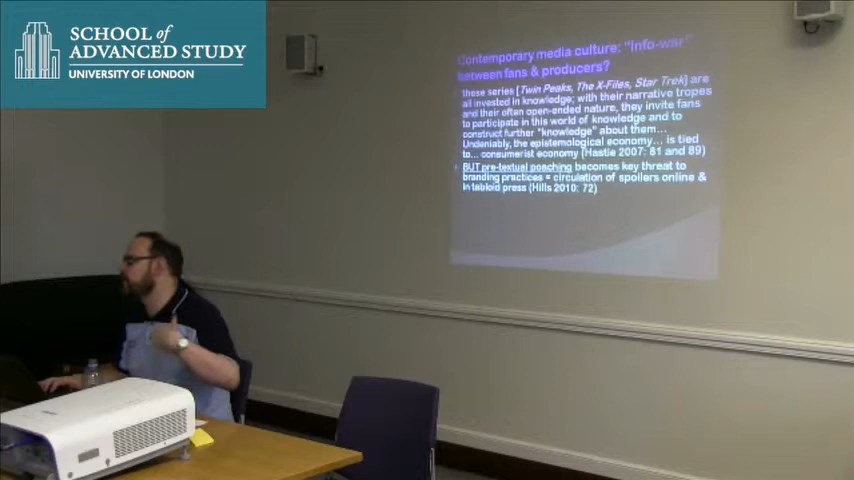 SCHOOL of
ADVANCED STUDY
UNIVERSITY OF LONDON
Contemporary media culture: "Info-war"
between fans & producers?
these series [Twin Peaks, The X-Files, Star Trek] are
all invested in knowledge; with their narrative tropes
and their often open-ended nature, they invite fans
to participate in this world of knowledge and to
construct further "knowledge" about them...
Undeniably, the epistemological economy... is tied
to... consumerist economy (Hastie 2007: 81 and 89)
BUT pre-textual poaching becomes key threat to
branding practices = circulation of spoilers online &
in tabloid press (Hills 2010: 72)